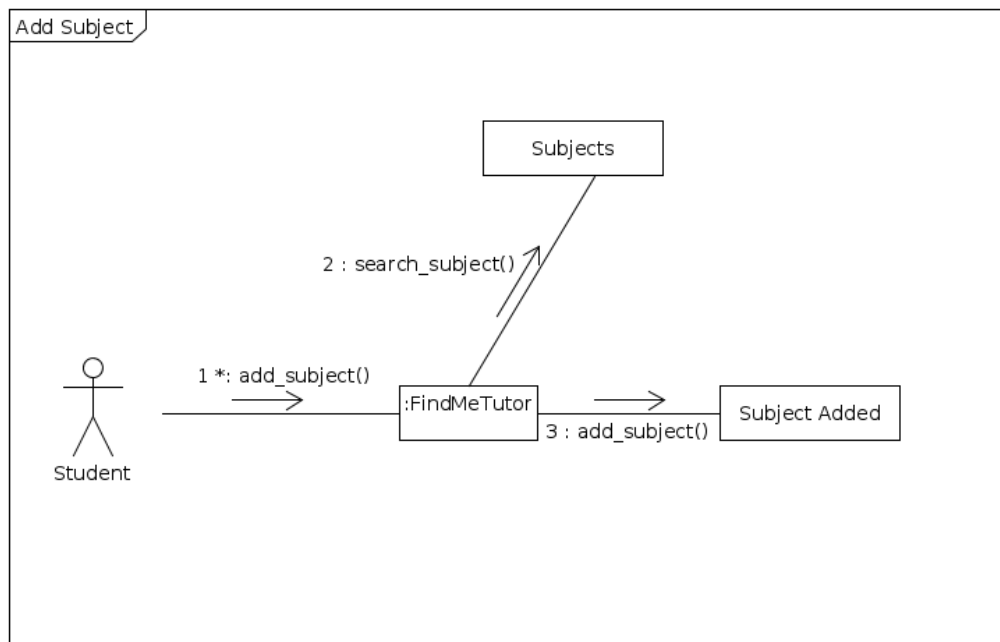 Add Subject
Subjects
2 : search_subject()
1 *: add_subject()
:FindMeTutor
3 : add_subject()
Subject Added
Student